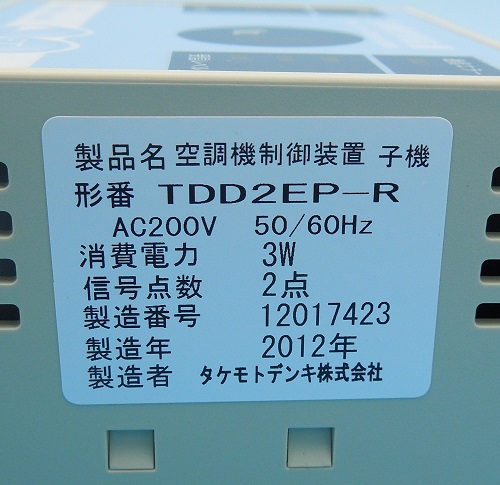 製品名 空調機制御装置 子機
形番 TDD2EP-R
AC200V 50/60Hz
消費電力 3W
信号点数 2点
製造番号 12017423
製造年 2012年
製造者 タケモトデンキ株式会社